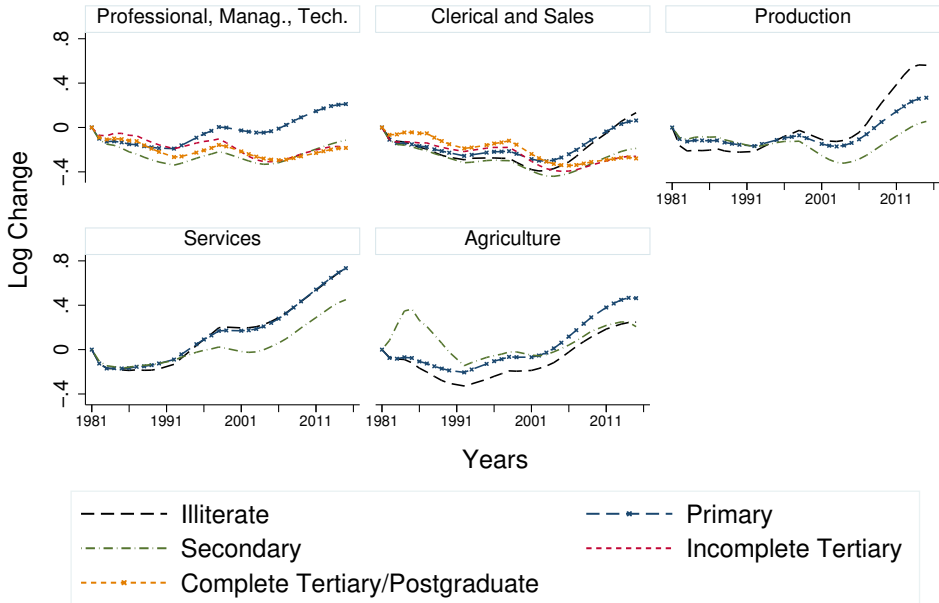 Professional, Manag., Tech.
Clerical and Sales
Production
.8
.4
0
-.4
1981
1991
2001
2011
Services
Agriculture
.8
.4
0
-.4
1981
1991
2001
2011
1981
1991
2001
2011
Log Change
Years
Illiterate
Primary
Secondary
Incomplete Tertiary
Complete Tertiary/Postgraduate